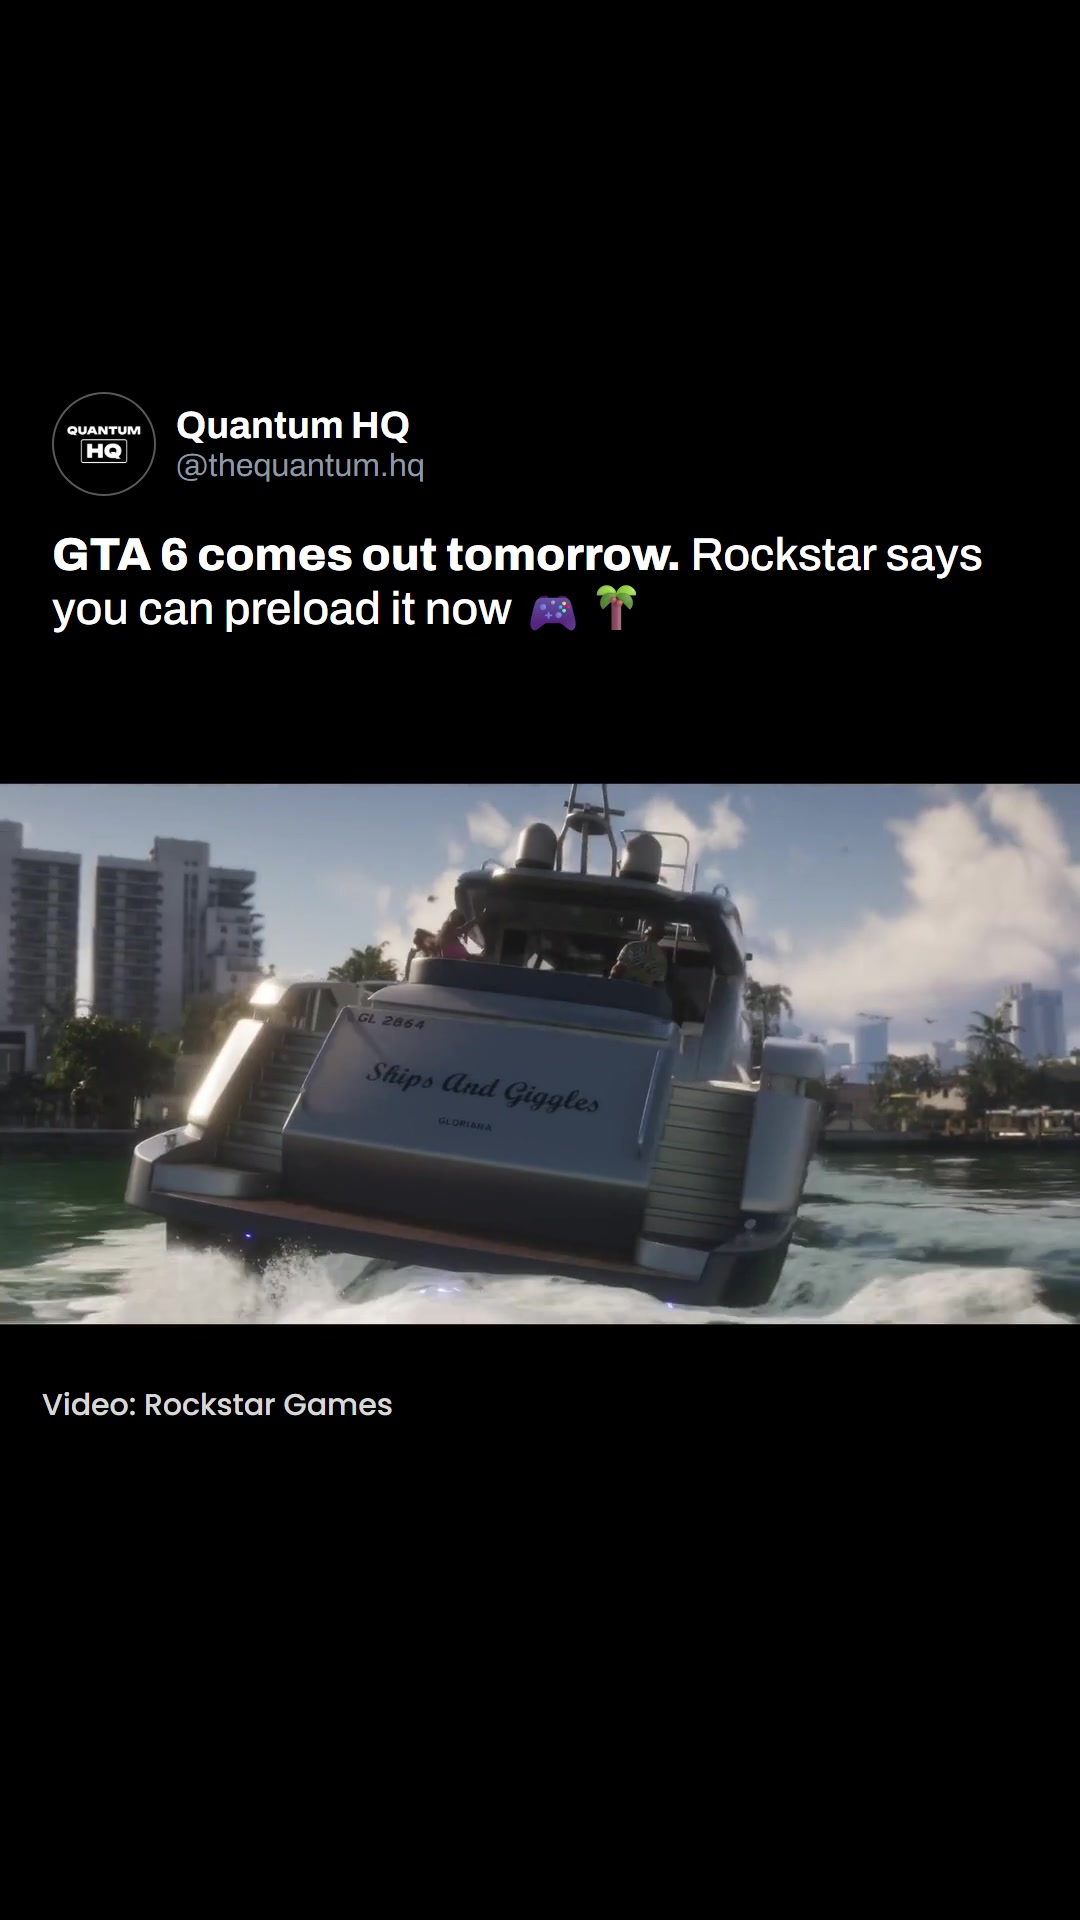 QUANTUM
HQ
Quantum HQ
@thequantum.hq
GTA 6 comes out tomorrow. Rockstar says
you can preload it now 🎮 🌴
GL 2864
Ships And Giggles
GLORIANA
Video: Rockstar Games